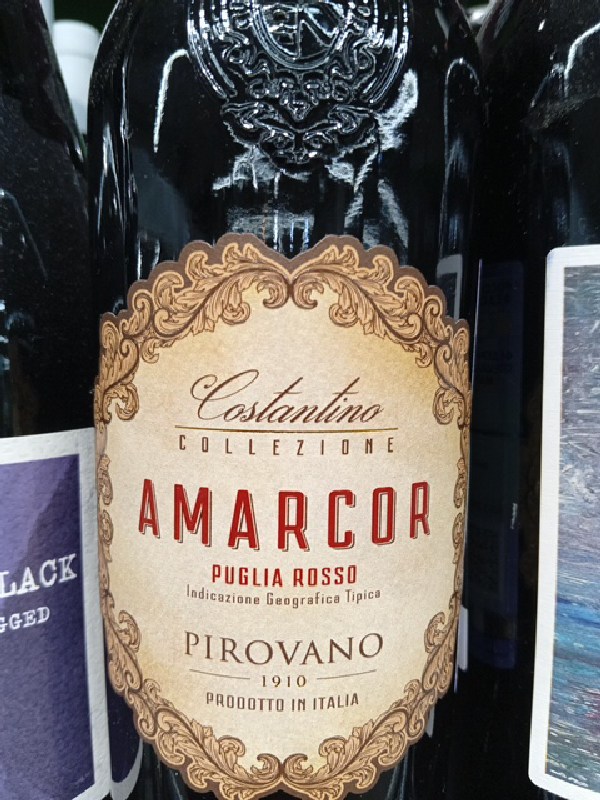 Costantino
COLLEZIONE
AMARCOR
PUGLIA ROSSO
Indicazione Geografica Tipica
PIROVANO
1910
PRODOTTO IN ITALIA
LACK
GGED